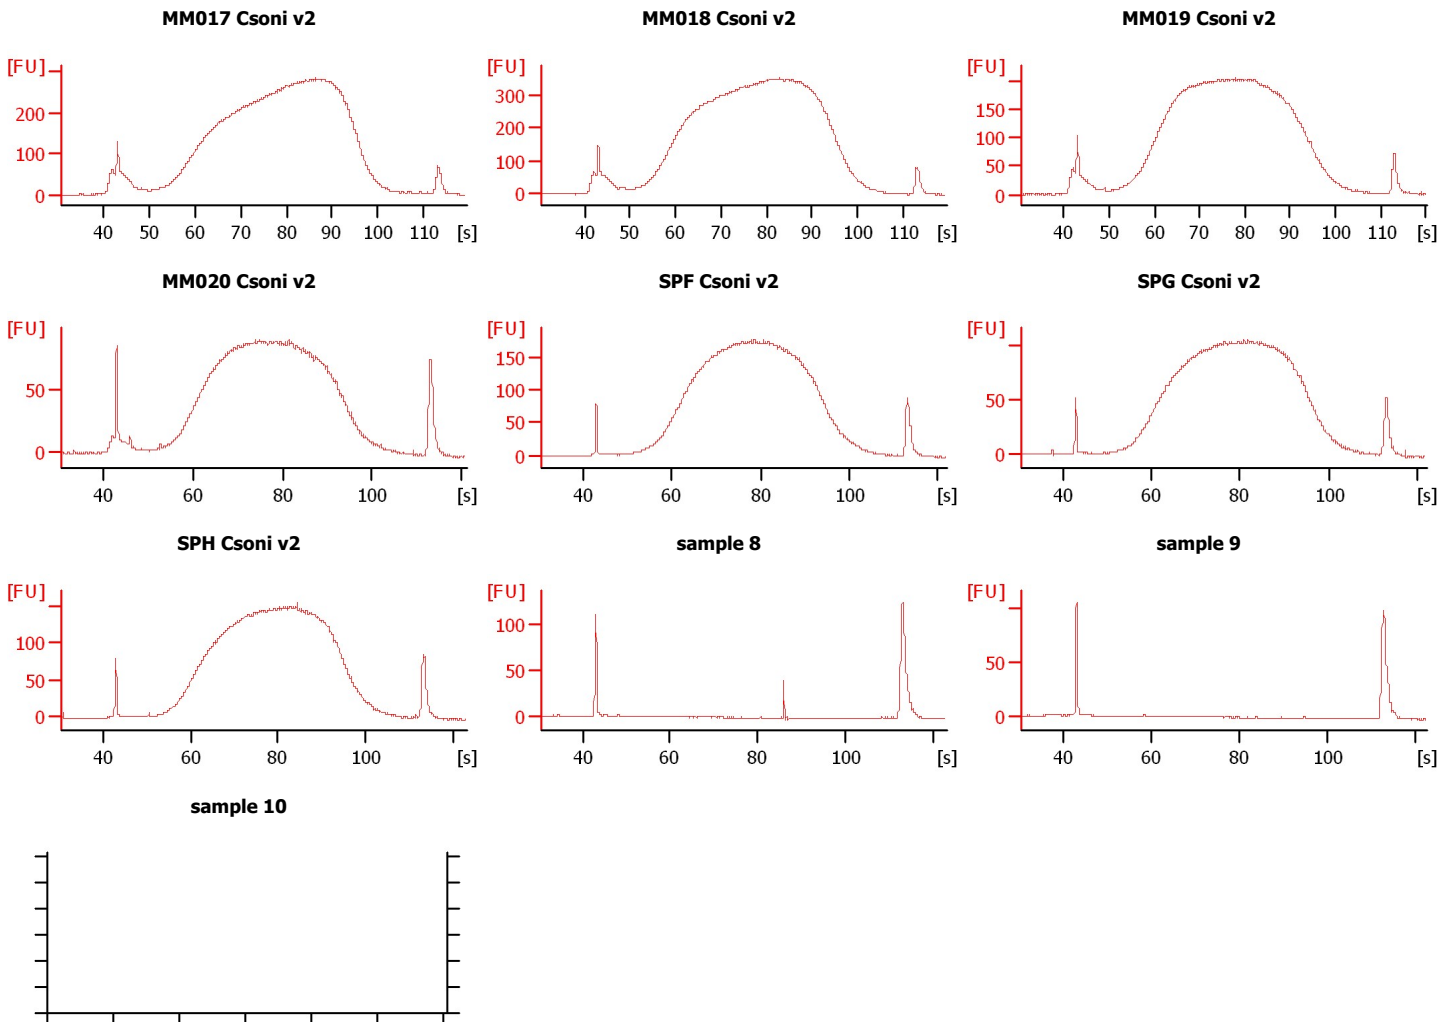 MM017 Csoni v2
[FU]
200
100
0
40 50 60 70 80 90 100 110 [s]
MM018 Csoni v2
[FU]
300
200
100
0
40 50 60 70 80 90 100 110 [s]
MM019 Csoni v2
[FU]
150
100
50
0
40 50 60 70 80 90 100 110 [s]
MM020 Csoni v2
[FU]
50
0
40 60 80 100 [s]
SPF Csoni v2
[FU]
150
100
50
0
40 60 80 100 [s]
SPG Csoni v2
[FU]
50
0
40 60 80 100 [s]
SPH Csoni v2
[FU]
100
50
0
40 60 80 100 [s]
sample 8
[FU]
100
50
0
40 60 80 100 [s]
sample 9
[FU]
50
0
40 60 80 100 [s]
sample 10